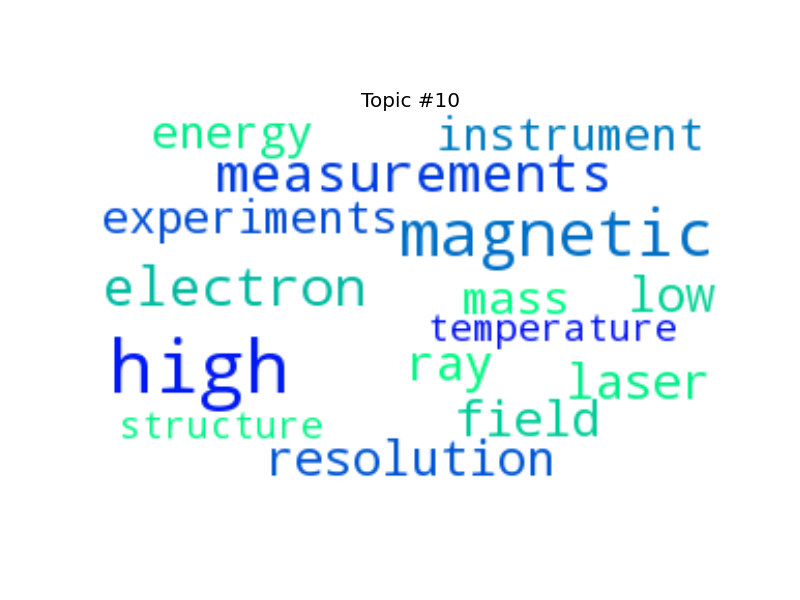 Topic #10
energy instrument
measurements
experiments magnetic
electron mass low
temperature
high ray laser
structure field
resolution